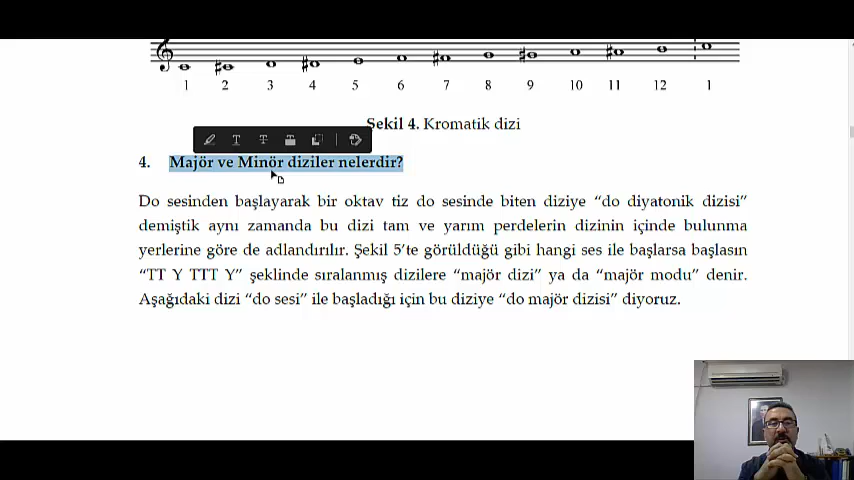 1 2 3 4 5 6 7 8 9 10 11 12 1
Şekil 4. Kromatik dizi
4. Majör ve Minör diziler nelerdir?
Do sesinden başlayarak bir oktav tiz do sesinde biten diziye “do diyatonik dizisi”
demiştik aynı zamanda bu dizi tam ve yarım perdelerin dizinin içinde bulunma
yerlerine göre de adlandırılır. Şekil 5’te görüldüğü gibi hangi ses ile başlarsa başlasın
“TT Y TTT Y” şeklinde sıralanmış dizilere “majör dizi” ya da “majör modu” denir.
Aşağıdaki dizi “do sesi” ile başladığı için bu diziye “do majör dizisi” diyoruz.